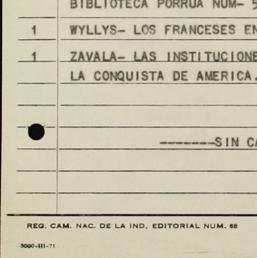 BIBLIOTECA PORRUA NUM- 5
1 WYLLYS- LOS FRANCESES EN
1 ZAVALA- LAS INSTITUCIONE
LA CONQUISTA DE AMERICA.
-------SIN CA
REG. CAM. NAC. DE LA IND. EDITORIAL NUM. 68
5000-III-71